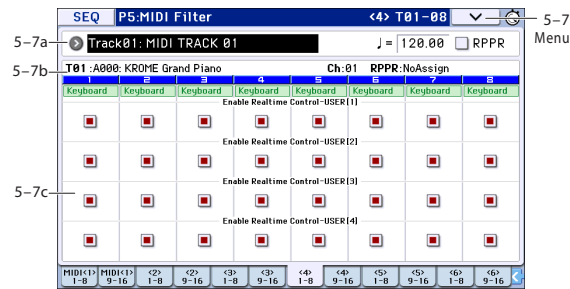 SEQ P5:MIDI Filter <4> T01-08
5–7
Menu
5–7a
Track01: MIDI TRACK 01 ♩= 120.00 RPPR
5–7b
T01 :A000: KROME Grand Piano Ch:01 RPPR:NoAssign
1 2 3 4 5 6 7 8
Keyboard Keyboard Keyboard Keyboard Keyboard Keyboard Keyboard Keyboard
Enable Realtime Control-USER[1]
Enable Realtime Control-USER[2]
Enable Realtime Control-USER[3]
5–7c
Enable Realtime Control-USER[4]
MIDI<1> 1-8 MIDI<1> 9-16 <2> 1-8 <2> 9-16 <3> 1-8 <3> 9-16 <4> 1-8 <4> 9-16 <5> 1-8 <5> 9-16 <6> 1-8 <6> 9-16